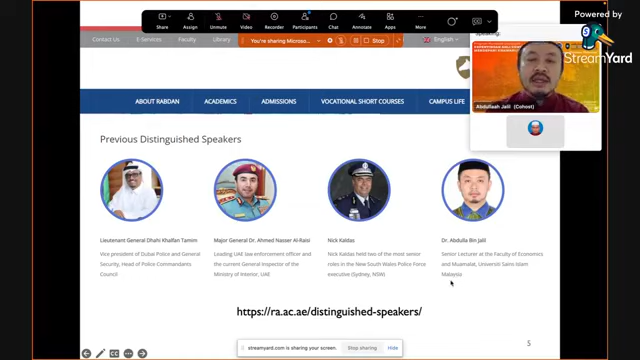 Powered by
StreamYard
Share
Assign
Unmute
Video
Recorder
Participants
Chat
Annotate
Apps
More
speaking:
Contact Us
E-Services
Faculty
Library
You're sharing Microso...
Stop
English
Abdullaah Jalil (Cohost)
ABOUT RABDAN
ACADEMICS
ADMISSIONS
VOCATIONAL SHORT COURSES
CAMPUS LIFE
Previous Distinguished Speakers
Lieutenant General Dhahi Khalfan Tamim
Vice president of Dubai Police and General
Security, Head of Police Commandants
Council
Major General Dr. Ahmed Nasser Al-Raisi
Leading UAE law enforcement officer and
the current General Inspector of the
Ministry of Interior, UAE
Nick Kaldas
Nick Kaldas held two of the most senior
roles in the New South Wales Police Force
executive (Sydney, NSW)
Dr. Abdulla Bin Jalil
Senior Lecturer at the Faculty of Economics
and Muamalat, Universiti Sains Islam
Malaysia
https://ra.ac.ae/distinguished-speakers/
5
streamyard.com is sharing your screen.
Stop sharing
Hide